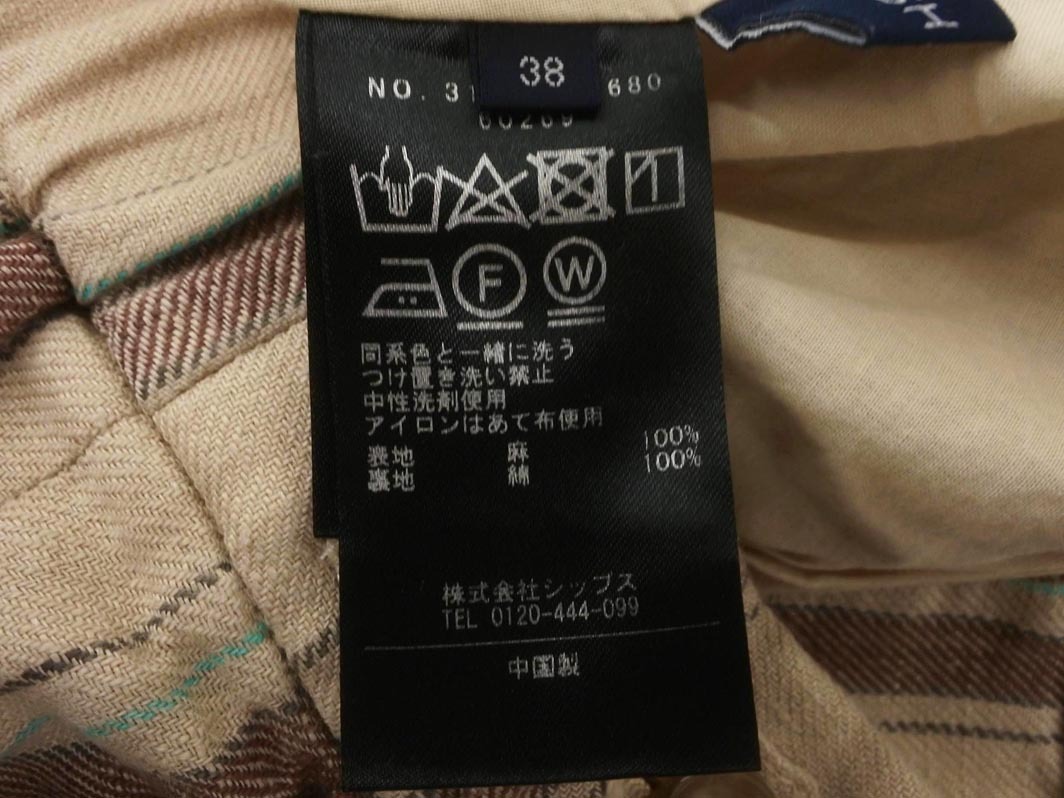 38
NO. 31 680
60269
F
W
同系色と一緒に洗う
つけ置き洗い禁止
中性洗剤使用
アイロンはあて布使用
表地 麻 100%
裏地 綿 100%
株式会社シップス
TEL 0120-444-099
中国製